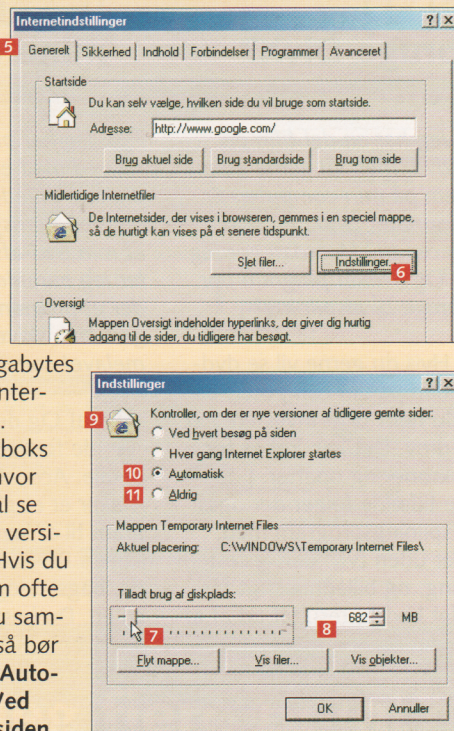 Internetindstillinger
5
Generelt Sikkerhed Indhold Forbindelser Programmer Avanceret
Startside
Du kan selv vælge, hvilken side du vil bruge som startside.
Adresse: http://www.google.com/
Brug aktuel side Brug standardside Brug tom side
Midlertidige Internetfiler
De Internetsider, der vises i browseren, gemmes i en speciel mappe,
så de hurtigt kan vises på et senere tidspunkt.
Slet filer... Indstillinger...
6
Oversigt
Mappen Oversigt indeholder hyperlinks, der giver dig hurtig
adgang til de sider, du tidligere har besøgt.
gabytes
nter-
.
boks
vor
al se
versi-
Hvis du
m ofte
u sam-
så bør
Auto-
Ved
siden
Indstillinger
9
Kontroller, om der er nye versioner af tidligere gemte sider:
Ved hvert besøg på siden
Hver gang Internet Explorer startes
10 Automatisk
11 Aldrig
Mappen Temporary Internet Files
Aktuel placering: C:\WINDOWS\Temporary Internet Files\
Tilladt brug af diskplads:
7
8
682 MB
Flyt mappe... Vis filer... Vis objekter...
OK Annuller